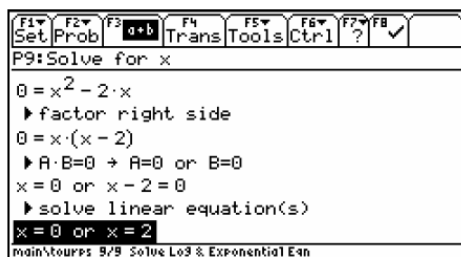 F1▾ Set F2▾ Prob F3 a+b F4 Trans F5▾ Tools F6▾ Ctrl F7▾ ? F8 ✓
P9:Solve for x
0=x²-2·x
▸factor right side
0=x·(x-2)
▸A·B=0 → A=0 or B=0
x=0 or x-2=0
▸solve linear equation(s)
x=0 or x=2
main\tourps 9/9 Solve Log & Exponential Eqn